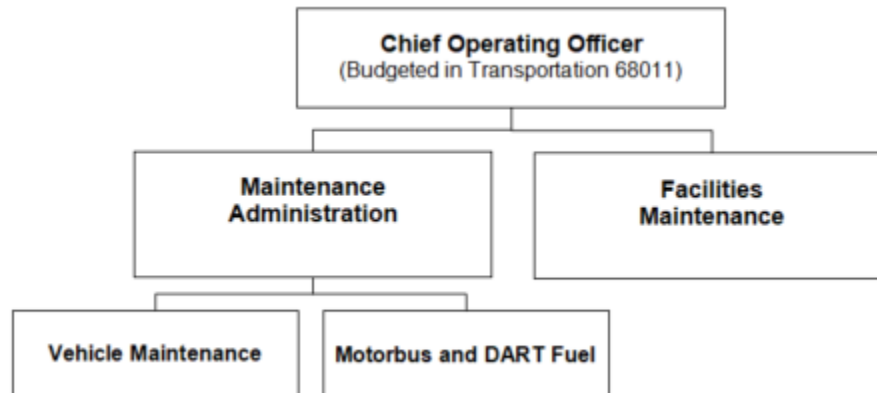 Chief Operating Officer
(Budgeted in Transportation 68011)
Maintenance
Administration
Facilities
Maintenance
Vehicle Maintenance
Motorbus and DART Fuel